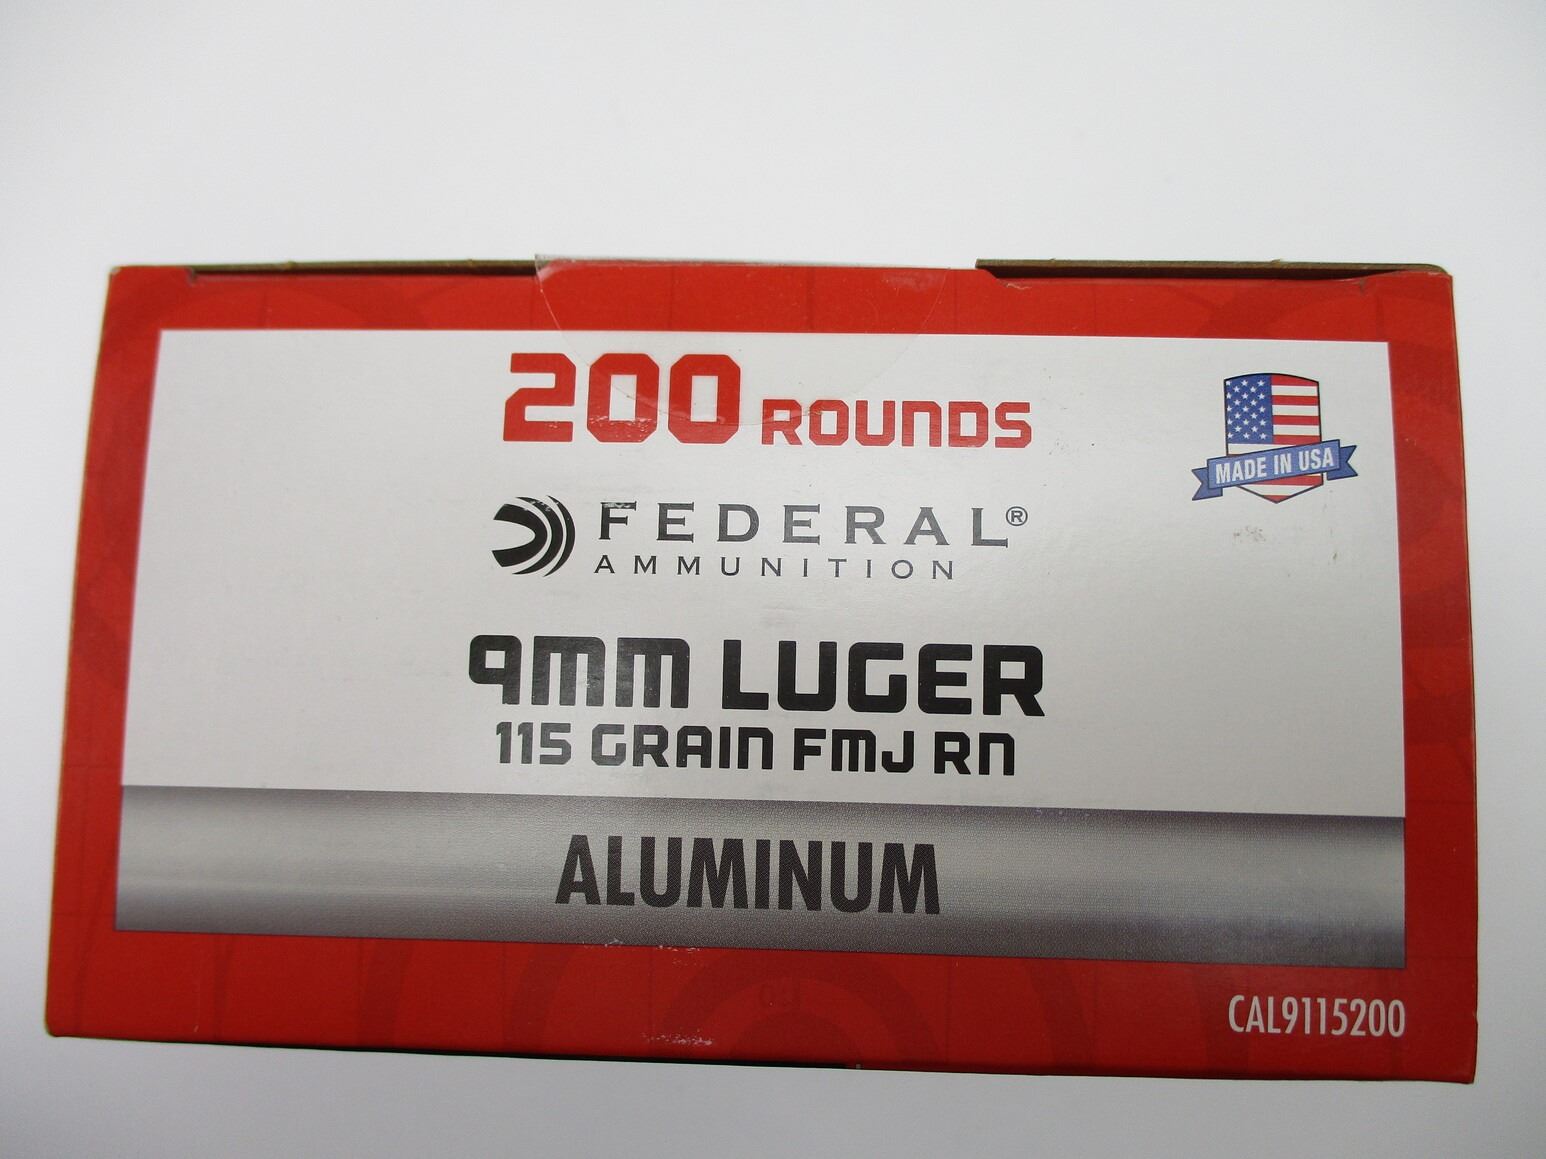 200 ROUNDS
MADE IN USA
FEDERAL®
AMMUNITION
9MM LUGER
115 GRAIN FMJ RN
ALUMINUM
CAL9115200